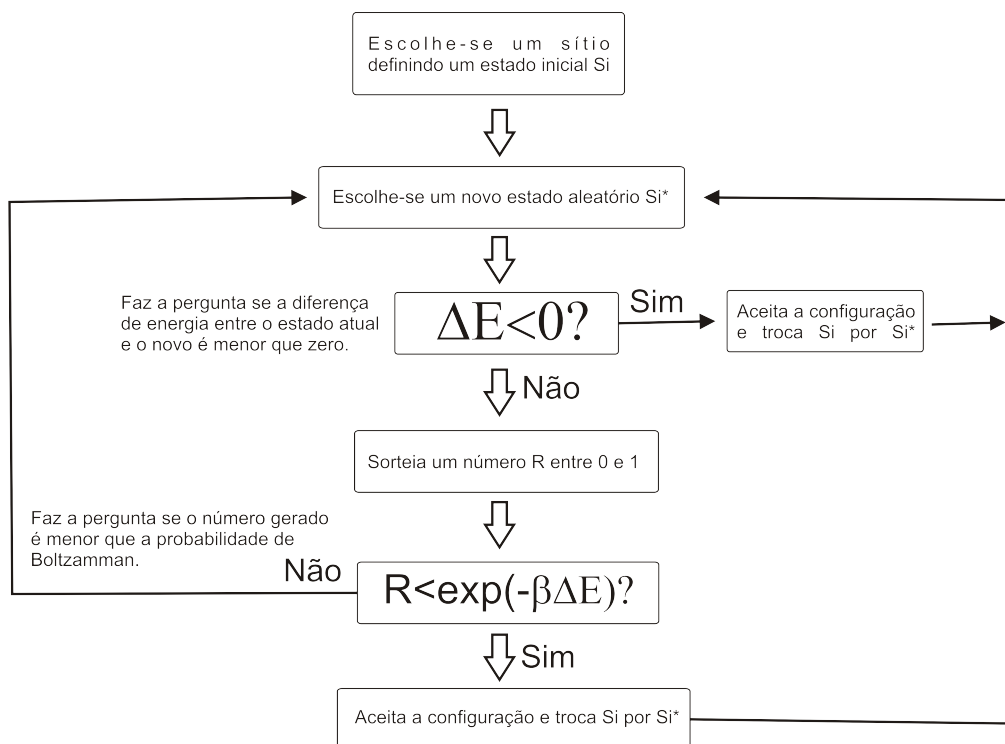 Escolhe-se um sítio
definindo um estado inicial Si
Escolhe-se um novo estado aleatório Si*
Faz a pergunta se a diferença
de energia entre o estado atual
e o novo é menor que zero.
ΔE<0?
Sim
Aceita a configuração
e troca Si por Si*
Não
Sorteia um número R entre 0 e 1
Faz a pergunta se o número gerado
é menor que a probabilidade de
Boltzamman.
Não
R<exp(-βΔE)?
Sim
Aceita a configuração e troca Si por Si*